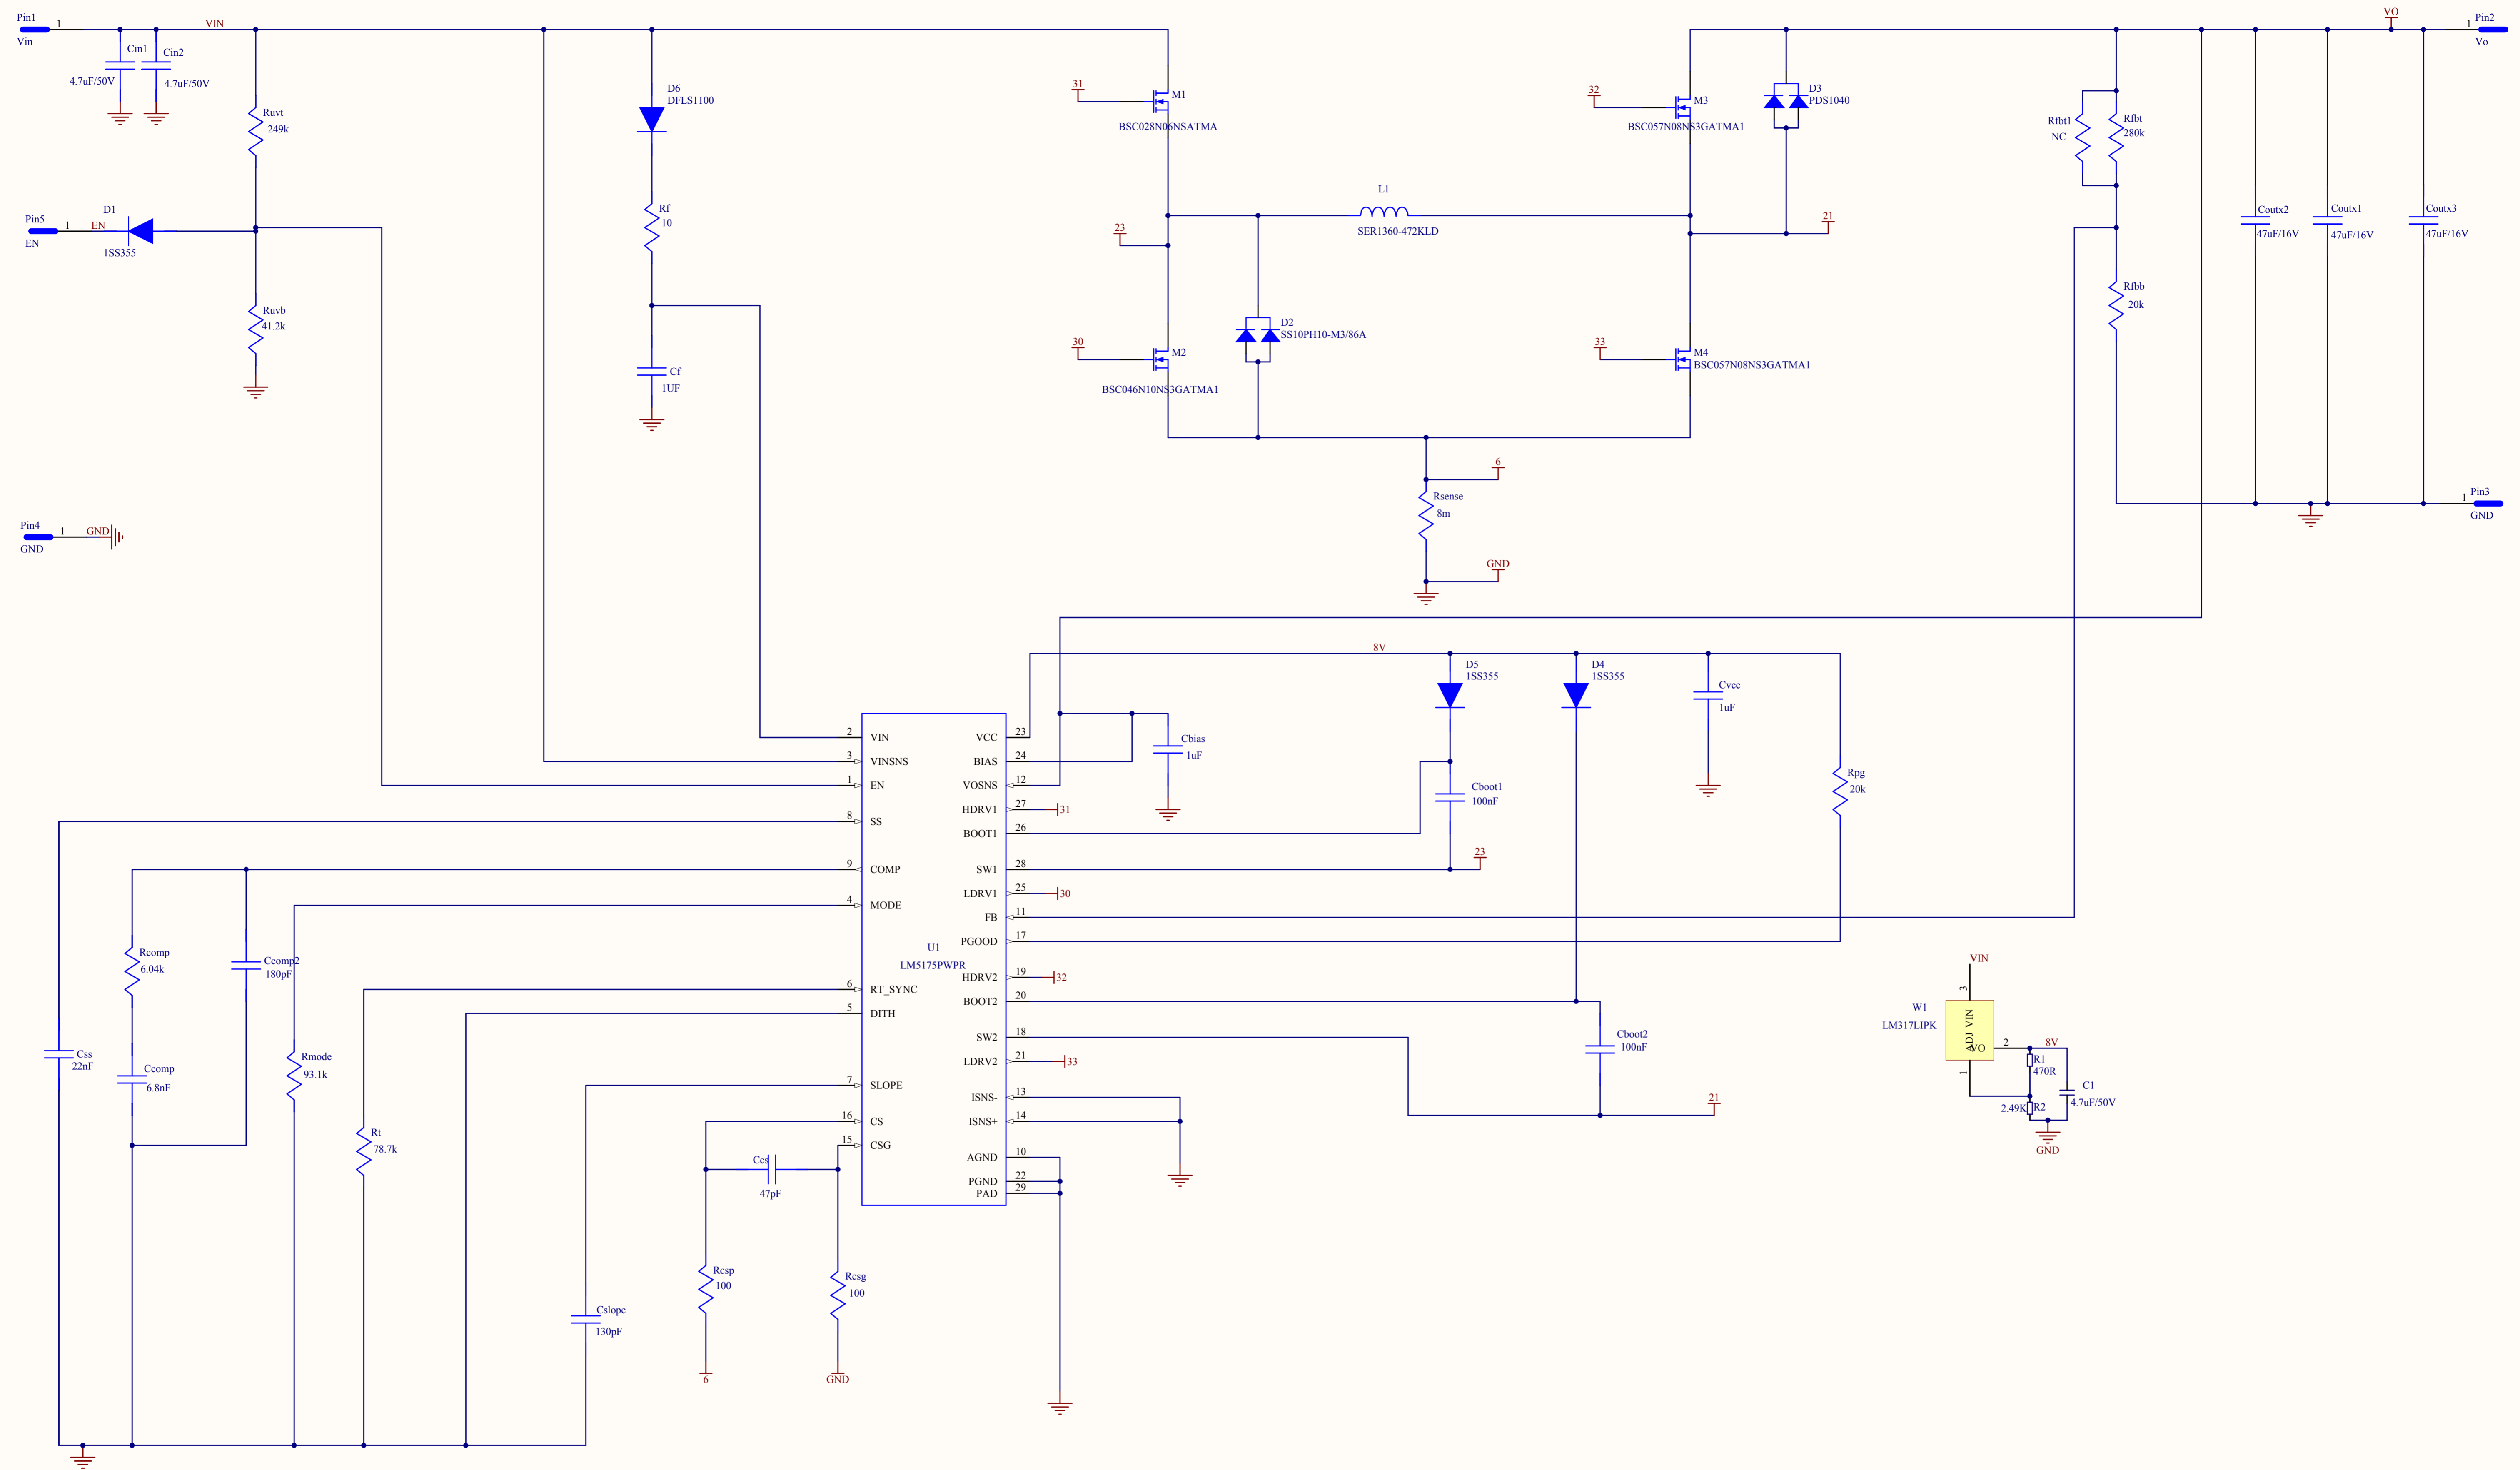 Pin1
1
Vin
VIN
Cin1
4.7uF/50V
Cin2
4.7uF/50V
Ruvt
249k
D6
DFLS1100
31
M1
BSC028N06NSATMA
32
M3
BSC057N08NS3GATMA1
D3
PDS1040
VO
1
Pin2
Vo
Rfbt1
NC
Rfbt
280k
Pin5
1
EN
EN
D1
1SS355
Rf
10
L1
SER1360-472KLD
23
21
Coutx2
47uF/16V
Coutx1
47uF/16V
Coutx3
47uF/16V
Ruvb
41.2k
Cf
1UF
30
M2
BSC046N10NS3GATMA1
D2
SS10PH10-M3/86A
33
M4
BSC057N08NS3GATMA1
Rfbb
20k
6
Rsense
8m
GND
Pin4
1
GND
GND
1
Pin3
GND
8V
D5
1SS355
D4
1SS355
Cvcc
1uF
Cbias
1uF
Cboot1
100nF
Rpg
20k
2
VIN
3
VINSNS
1
EN
8
SS
9
COMP
4
MODE
6
RT_SYNC
5
DITH
7
SLOPE
16
CS
15
CSG
U1
LM5175PWPR
VCC
23
BIAS
24
VOSNS
12
HDRV1
27
31
BOOT1
26
SW1
28
23
LDRV1
25
30
FB
11
PGOOD
17
HDRV2
19
32
BOOT2
20
SW2
18
LDRV2
21
33
ISNS-
13
ISNS+
14
AGND
10
PGND
22
PAD
29
Cboot2
100nF
21
Rcomp
6.04k
Ccomp2
180pF
Css
22nF
Ccomp
6.8nF
Rmode
93.1k
Rt
78.7k
Ccs
47pF
Rcsp
100
Rcsg
100
Cslope
130pF
6
GND
VIN
3
W1
LM317LIPK
ADJ
VIN
VO
2
8V
1
R1
470R
2.49K
R2
C1
4.7uF/50V
GND